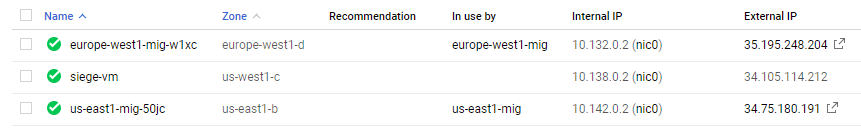 Name Zone Recommendation In use by Internal IP External IP
europe-west1-mig-w1xc europe-west1-d europe-west1-mig 10.132.0.2 (nic0) 35.195.248.204
siege-vm us-west1-c 10.138.0.2 (nic0) 34.105.114.212
us-east1-mig-50jc us-east1-b us-east1-mig 10.142.0.2 (nic0) 34.75.180.191